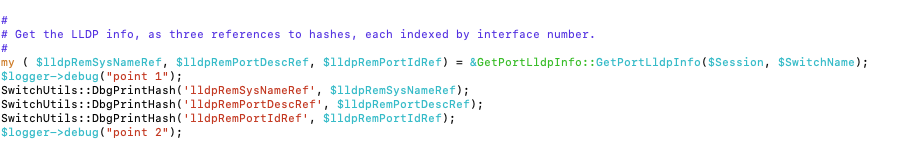 #
# Get the LLDP info, as three references to hashes, each indexed by interface number.
#
my ( $lldpRemSysNameRef, $lldpRemPortDescRef, $lldpRemPortIdRef) = &GetPortLldpInfo::GetPortLldpInfo($Session, $SwitchName);
$logger->debug("point 1");
SwitchUtils::DbgPrintHash('lldpRemSysNameRef', $lldpRemSysNameRef);
SwitchUtils::DbgPrintHash('lldpRemPortDescRef', $lldpRemPortDescRef);
SwitchUtils::DbgPrintHash('lldpRemPortIdRef', $lldpRemPortIdRef);
$logger->debug("point 2");